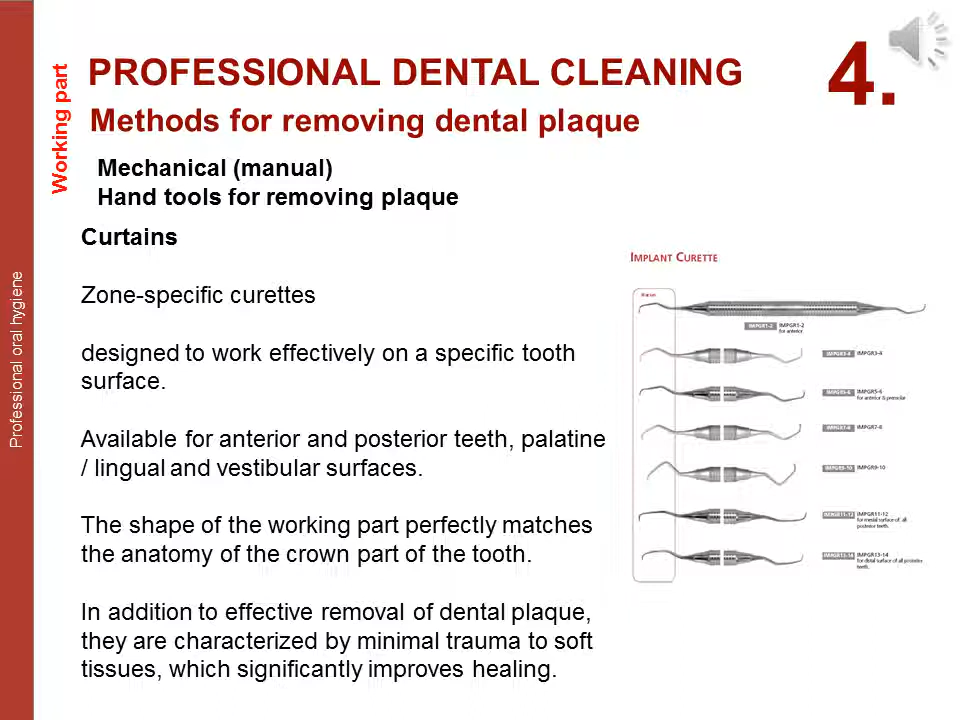 PROFESSIONAL DENTAL CLEANING
4.
Methods for removing dental plaque
Working part
Professional oral hygiene
Mechanical (manual)
Hand tools for removing plaque
Curtains
Zone-specific curettes
designed to work effectively on a specific tooth
surface.
Available for anterior and posterior teeth, palatine
/ lingual and vestibular surfaces.
The shape of the working part perfectly matches
the anatomy of the crown part of the tooth.
In addition to effective removal of dental plaque,
they are characterized by minimal trauma to soft
tissues, which significantly improves healing.
IMPLANT CURETTE
IMPGR1-2 IMPGR1-2
for anterior
IMPGR3-4 IMPGR3-4
IMPGR5-6 IMPGR5-6
for anterior & premolar
IMPGR7-8 IMPGR7-8
IMPGR9-10 IMPGR9-10
IMPGR11-12 IMPGR11-12
for mesial surface of all
posterior teeth.
IMPGR13-14 IMPGR13-14
for distal surface of all posterior
teeth.